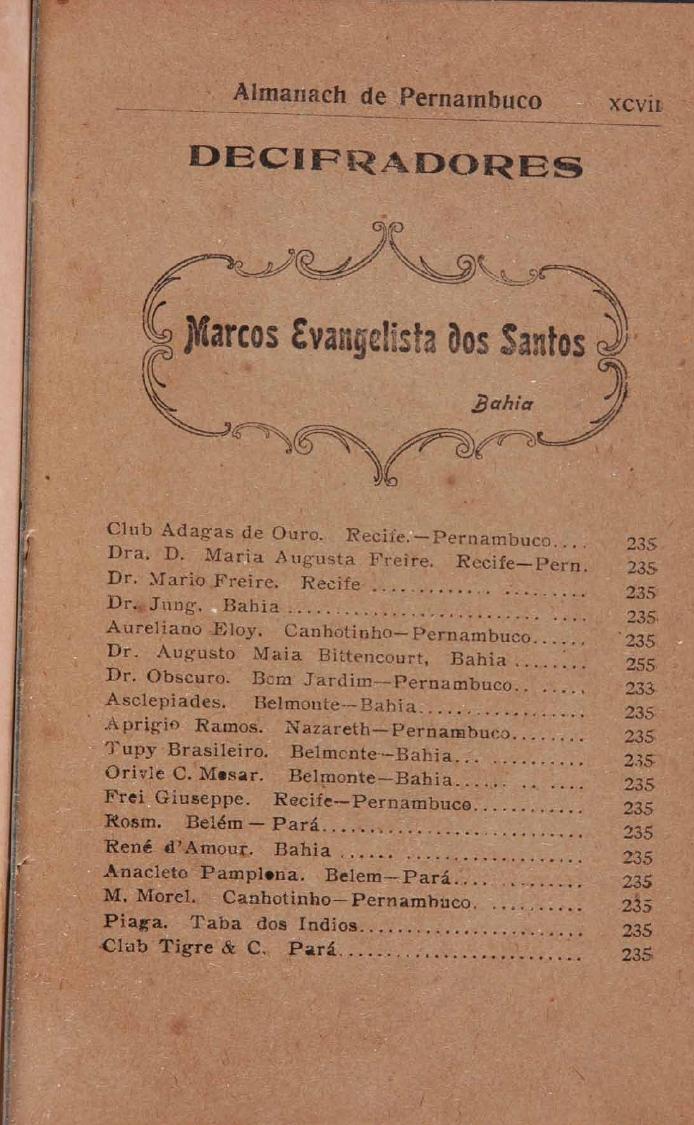 Almanach de Pernambuco XCVII
DECIFRADORES
Marcos Evangelista dos Santos
Bahia
Club Adagas de Ouro. Recife.—Pernambuco.... 235
Dra. D. Maria Augusta Freire. Recife—Pern. 235
Dr. Mario Freire. Recife ............. ......... 235
Dr. Jung. Bahia ................................. 235
Aureliano Eloy. Canhotinho—Pernambuco...... 235
Dr. Augusto Maia Bittencourt, Bahia ........ 255
Dr. Obscuro. Bom Jardim—Pernambuco.. ...... 233
Asclepiades. Belmonte—Bahia................... 235
Aprigio Ramos. Nazareth—Pernambuco........ 235
Tupy Brasileiro. Belmonte—Bahia... ........... 235
Orivle C. Mesar. Belmonte—Bahia....... .. .... 235
Frei Giuseppe. Recife—Pernambuco............ 235
Rosm. Belém — Pará............................. 235
René d'Amour. Bahia ...... ................... 235
Anacleto Pamplona. Belem—Pará.... .......... 235
M. Morel. Canhotinho—Pernambuco. .......... 235
Piaga. Taba dos Indios......................... 235
Club Tigre & C. Pará........................... 235